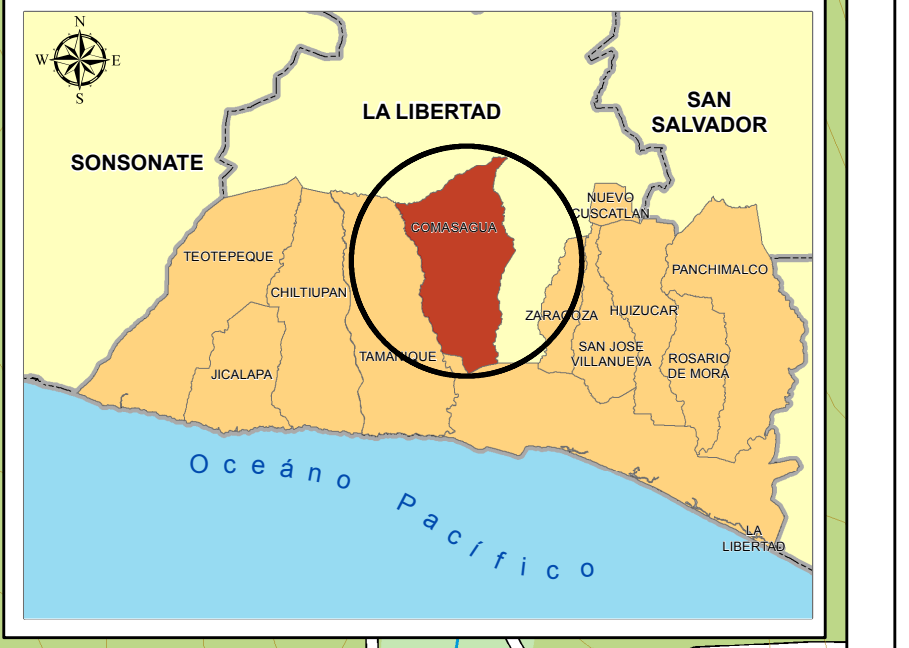 N
W E
S
LA LIBERTAD
SAN
SALVADOR
SONSONATE
NUEVO
CUSCATLAN
COMASAGUA
TEOTEPEQUE
PANCHIMALCO
CHILTIUPAN
HUIZUCAR
ZARAGOZA
SAN JOSE
VILLANUEVA
TAMANIQUE
ROSARIO
DE MORA
JICALAPA
Oceáno Pacífico
LA
LIBERTAD